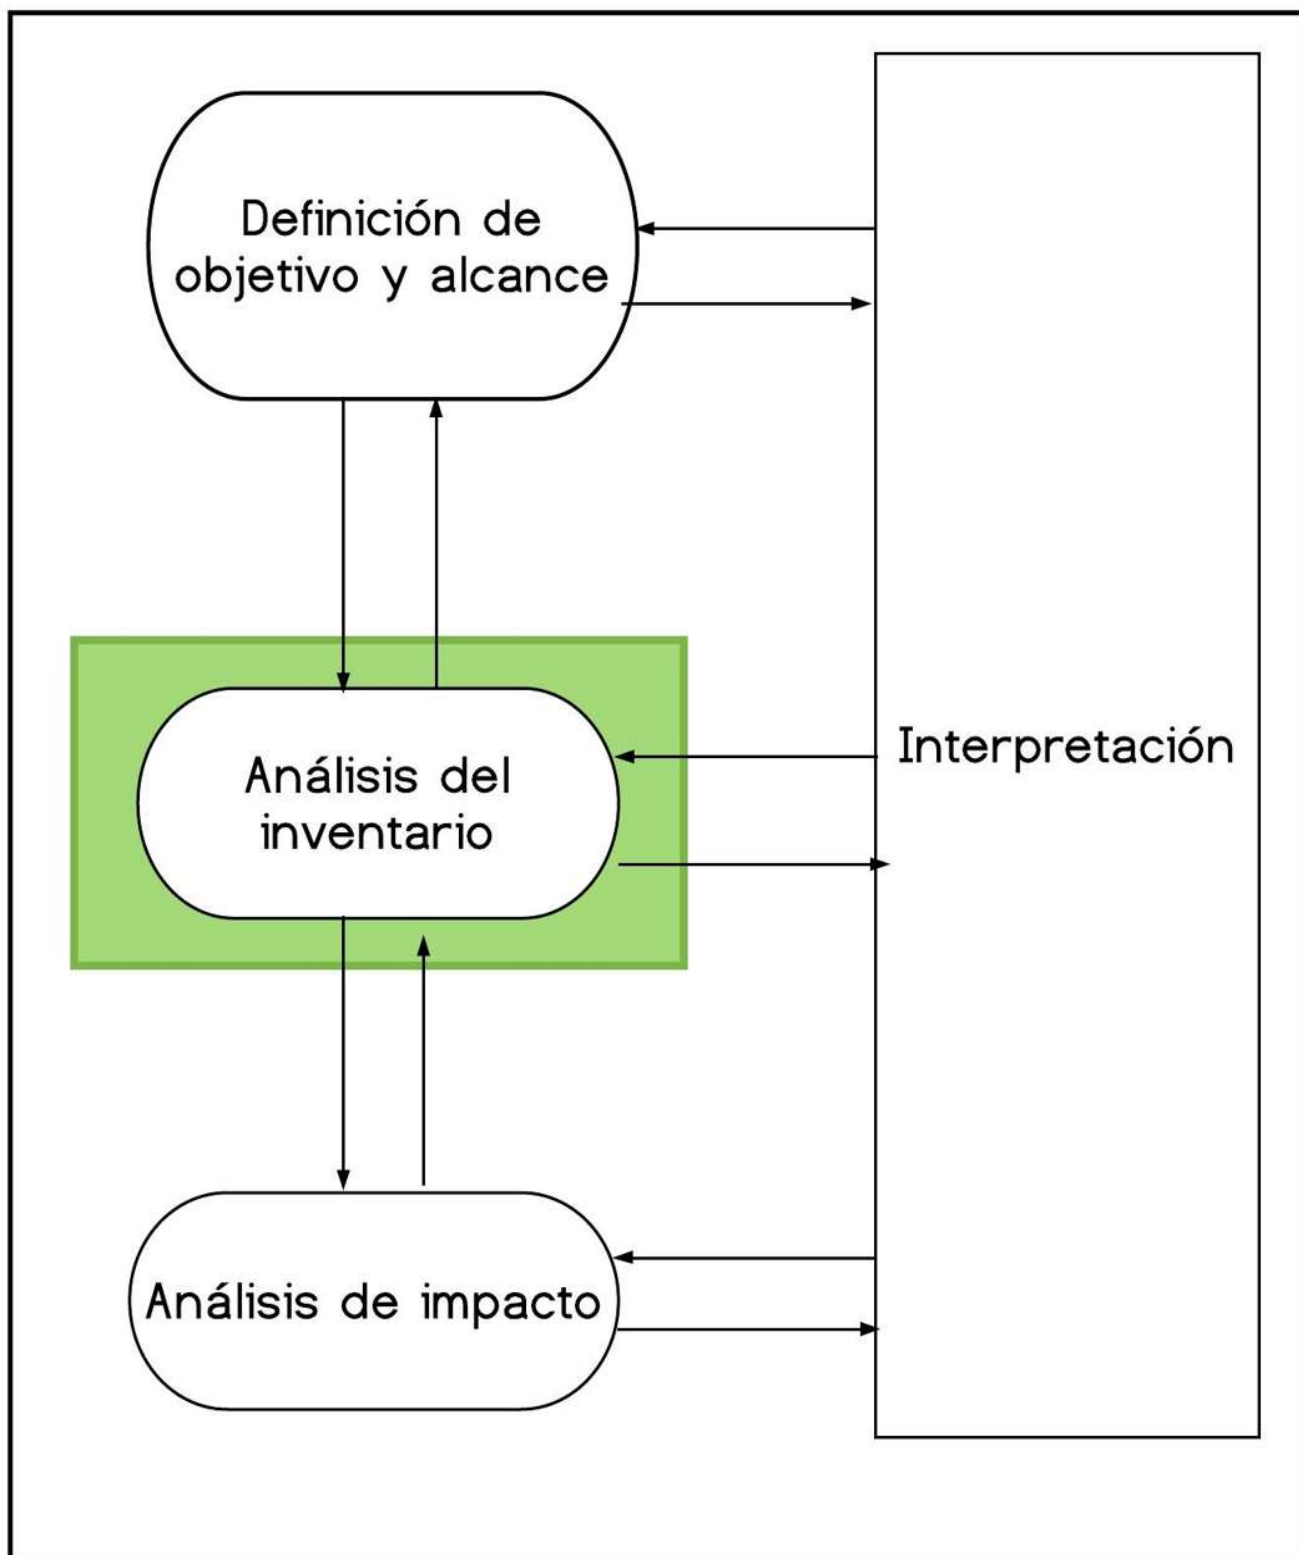 Definición de
objetivo y alcance
Análisis del
inventario
Interpretación
Análisis de impacto